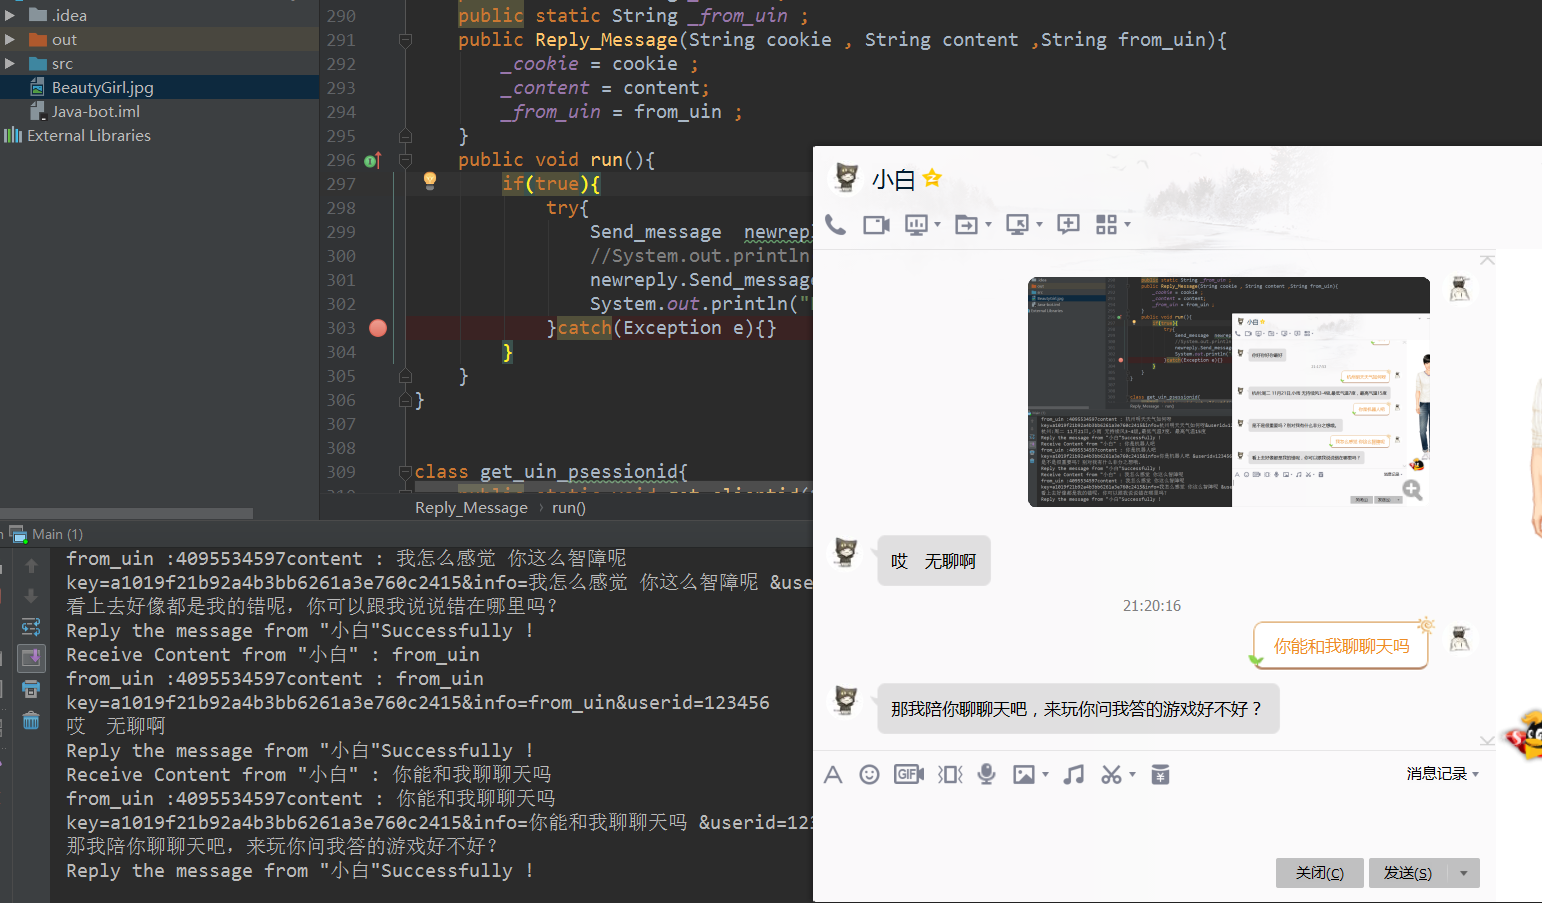 .idea
out
src
BeautyGirl.jpg
Java-bot.iml
External Libraries
290 public static String _from_uin ;
291 public Reply_Message(String cookie , String content ,String from_uin){
292 _cookie = cookie ;
293 _content = content;
294 _from_uin = from_uin ;
295 }
296 public void run(){
297 if(true){
298 try{
299 Send_message newrepl
300 //System.out.println
301 newreply.Send_message
302 System.out.println("
303 }catch(Exception e){}
304 }
305 }
306 }
307
308
309 class get_uin_psessionid{
Reply_Message › run()
Main (1)
from_uin :4095534597content : 我怎么感觉 你这么智障呢
key=a1019f21b92a4b3bb6261a3e760c2415&info=我怎么感觉 你这么智障呢 &use
看上去好像都是我的错呢，你可以跟我说说错在哪里吗？
Reply the message from "小白"Successfully !
Receive Content from "小白" : from_uin
from_uin :4095534597content : from_uin
key=a1019f21b92a4b3bb6261a3e760c2415&info=from_uin&userid=123456
哎 无聊啊
Reply the message from "小白"Successfully !
Receive Content from "小白" : 你能和我聊聊天吗
from_uin :4095534597content : 你能和我聊聊天吗
key=a1019f21b92a4b3bb6261a3e760c2415&info=你能和我聊聊天吗 &userid=123
那我陪你聊聊天吧，来玩你问我答的游戏好不好？
Reply the message from "小白"Successfully !
小白
哎 无聊啊
21:20:16
你能和我聊聊天吗
那我陪你聊聊天吧，来玩你问我答的游戏好不好？
A
GIF
消息记录
关闭(C)
发送(S)